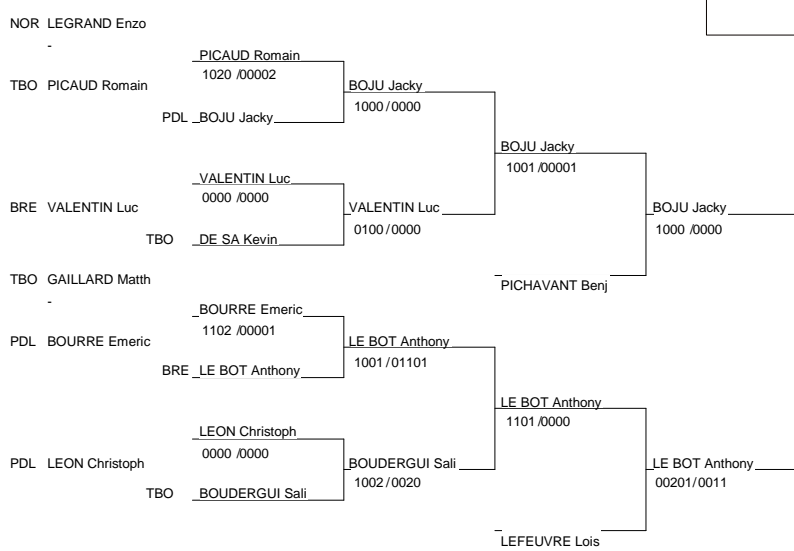 NOR LEGRAND Enzo
-
PICAUD Romain
1020 /00002
TBO PICAUD Romain
BOJU Jacky
1000 / 0000
PDL BOJU Jacky
BOJU Jacky
1001 /00001
VALENTIN Luc
0000 /0000
BRE VALENTIN Luc
VALENTIN Luc
0100 / 0000
BOJU Jacky
1000 /0000
TBO DE SA Kevin
TBO GAILLARD Matth
-
PICHAVANT Benj
BOURRE Emeric
1102 /00001
PDL BOURRE Emeric
LE BOT Anthony
1001 / 01101
BRE LE BOT Anthony
LE BOT Anthony
1101 /0000
LEON Christoph
0000 /0000
PDL LEON Christoph
BOUDERGUI Sali
1002 / 0020
LE BOT Anthony
00201 / 0011
TBO BOUDERGUI Sali
LEFEUVRE Lois